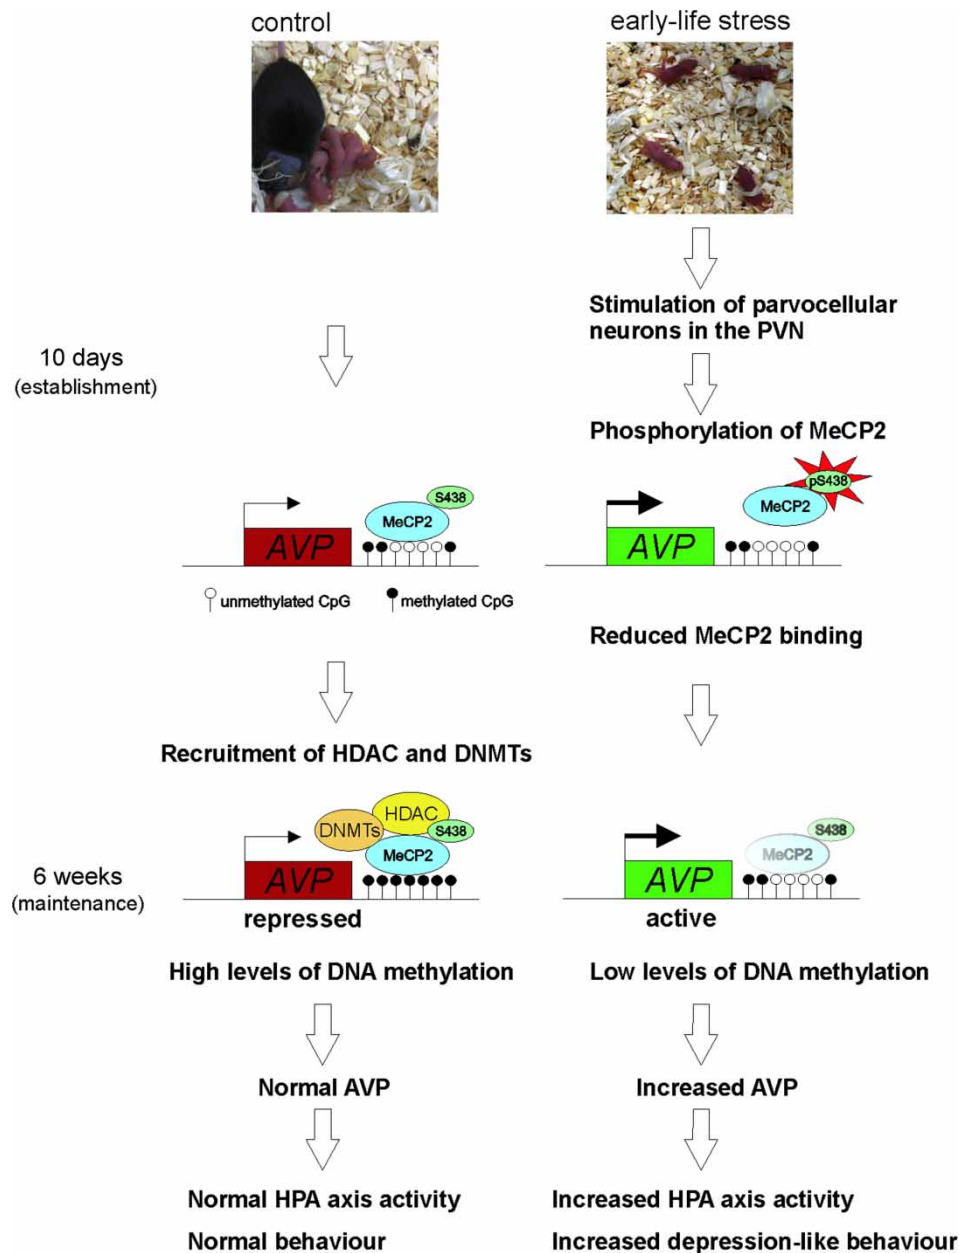 control
early-life stress
Stimulation of parvocellular
neurons in the PVN
10 days
(establishment)
Phosphorylation of MeCP2
S438
MeCP2
AVP
pS438
MeCP2
AVP
unmethylated CpG
methylated CpG
Reduced MeCP2 binding
Recruitment of HDAC and DNMTs
HDAC
DNMTs
S438
MeCP2
AVP
repressed
S438
MeCP2
AVP
active
6 weeks
(maintenance)
High levels of DNA methylation
Low levels of DNA methylation
Normal AVP
Increased AVP
Normal HPA axis activity
Increased HPA axis activity
Normal behaviour
Increased depression-like behaviour